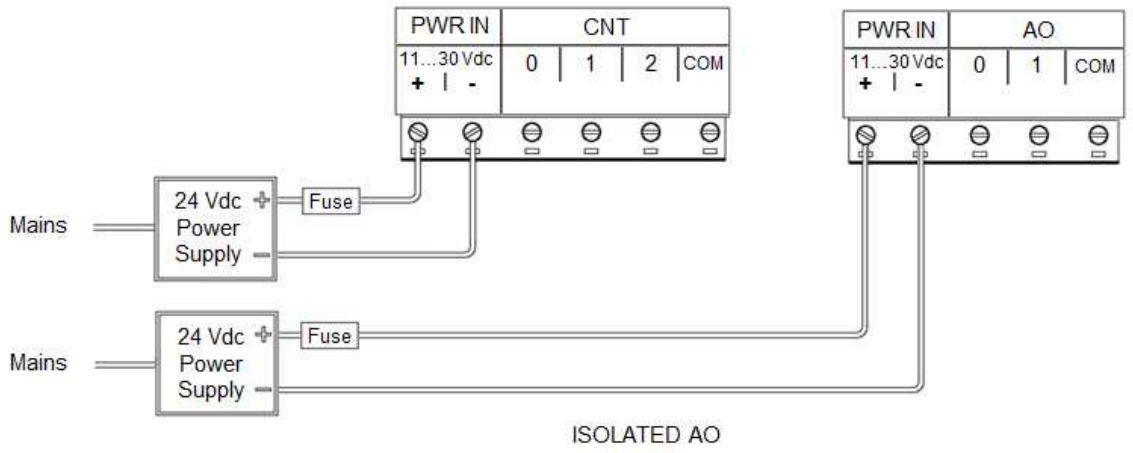 PWR IN CNT
11...30 Vdc 0 1 2 COM
+ -
PWR IN AO
11...30 Vdc 0 1 COM
+ -
Mains
24 Vdc +
Power
Supply -
Fuse
Mains
24 Vdc +
Power
Supply -
Fuse
ISOLATED AO